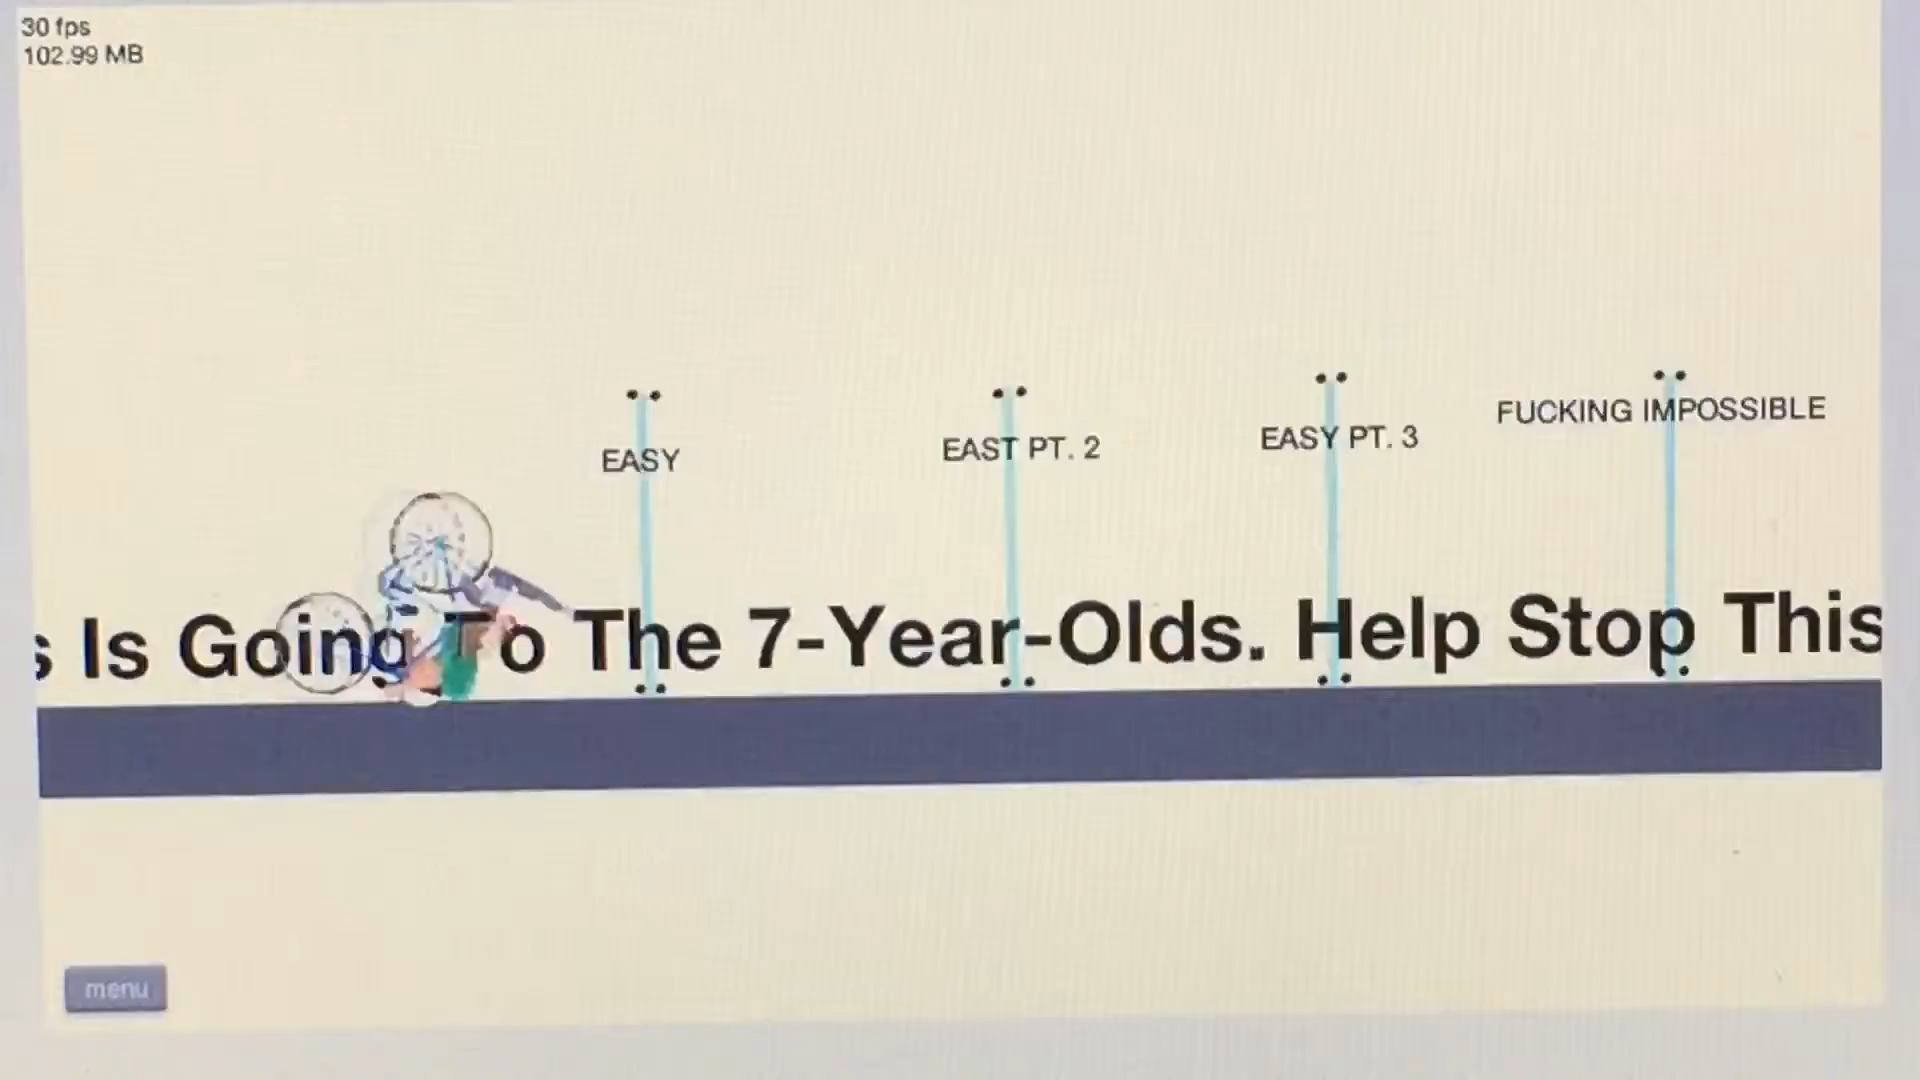 30 fps
102.99 MB
EASY
EAST PT. 2
EASY PT. 3
FUCKING IMPOSSIBLE
s Is Going To The 7-Year-Olds. Help Stop This
menu